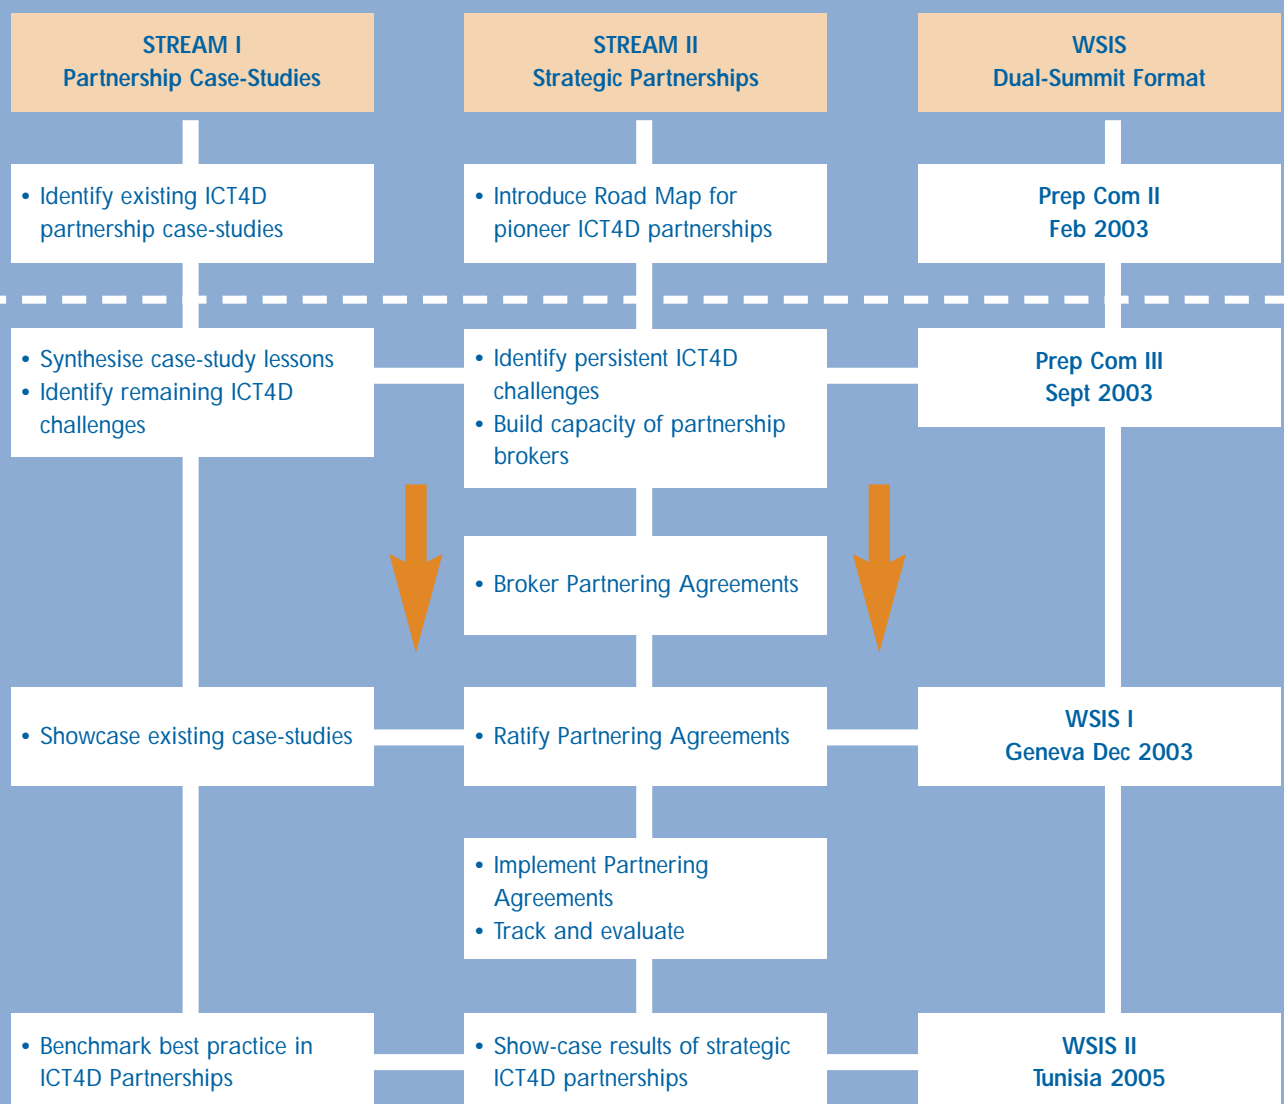 STREAM I
Partnership Case-Studies
STREAM II
Strategic Partnerships
WSIS
Dual-Summit Format
• Identify existing ICT4D
partnership case-studies
• Introduce Road Map for
pioneer ICT4D partnerships
Prep Com II
Feb 2003
• Synthesise case-study lessons
• Identify remaining ICT4D
challenges
• Identify persistent ICT4D
challenges
• Build capacity of partnership
brokers
Prep Com III
Sept 2003
• Broker Partnering Agreements
• Showcase existing case-studies
• Ratify Partnering Agreements
WSIS I
Geneva Dec 2003
• Implement Partnering
Agreements
• Track and evaluate
• Benchmark best practice in
ICT4D Partnerships
• Show-case results of strategic
ICT4D partnerships
WSIS II
Tunisia 2005